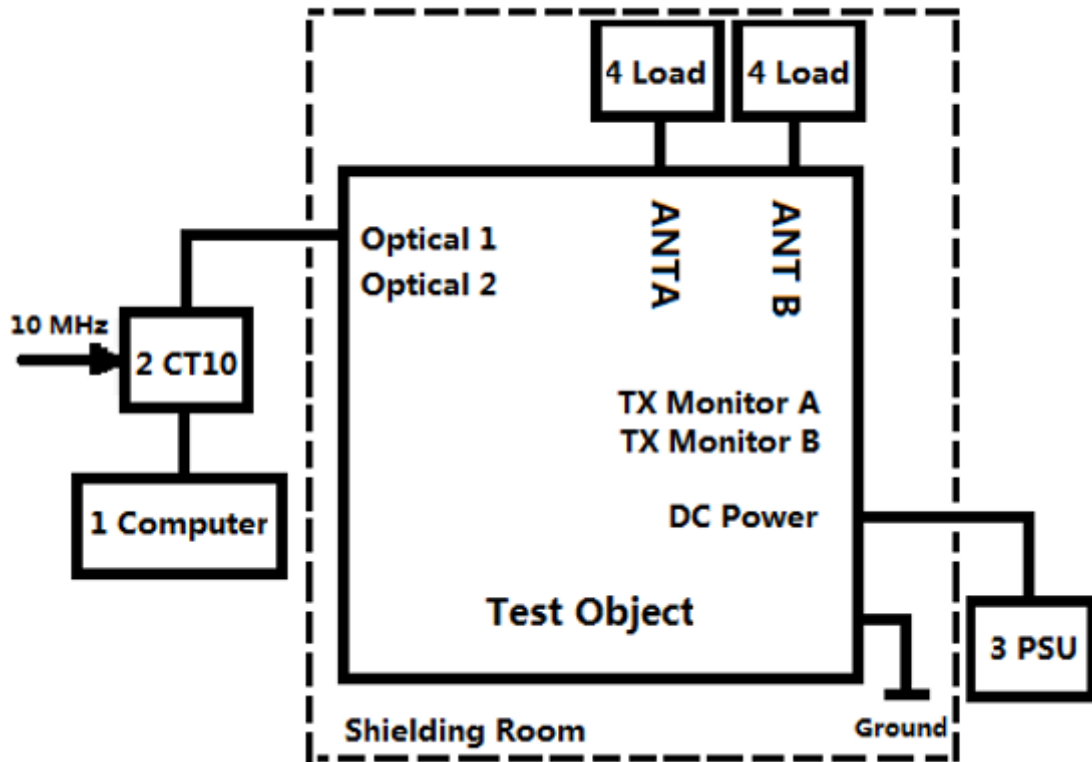 4 Load
4 Load
ANTA
ANT B
Optical 1
Optical 2
10 MHz
2 CT10
TX Monitor A
TX Monitor B
1 Computer
DC Power
Test Object
3 PSU
Shielding Room
Ground